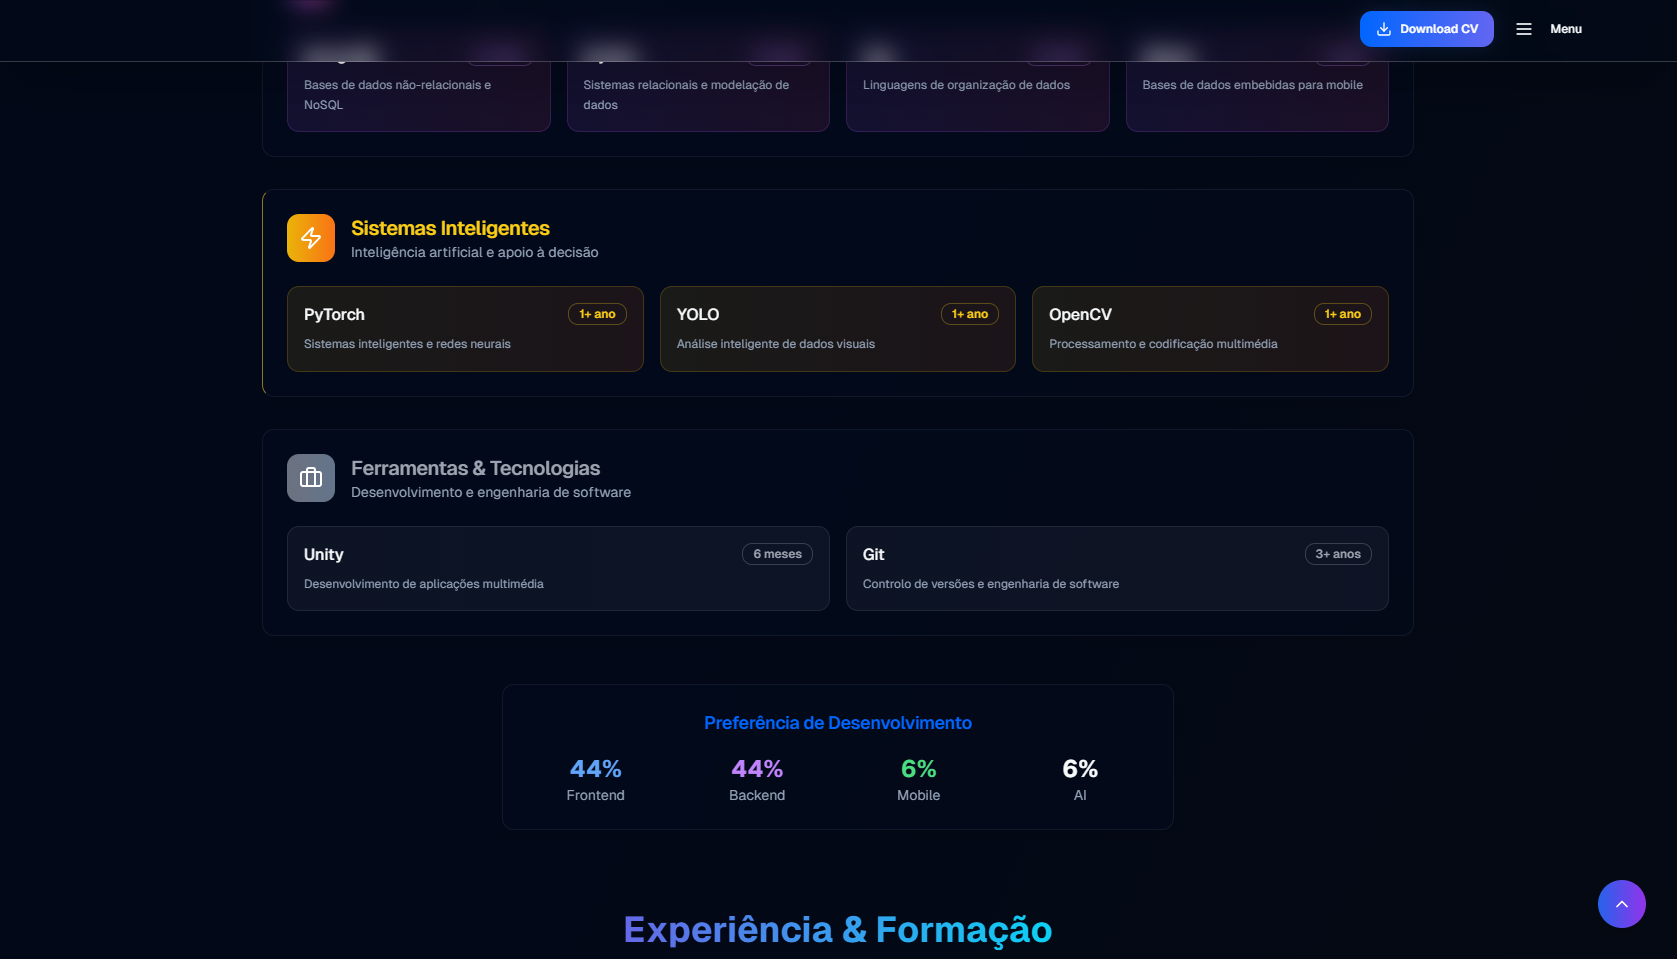 Download CV
Menu
Bases de dados não-relacionais e
NoSQL
Sistemas relacionais e modelação de
dados
Linguagens de organização de dados
Bases de dados embebidas para mobile
Sistemas Inteligentes
Inteligência artificial e apoio à decisão
PyTorch
1+ ano
Sistemas inteligentes e redes neurais
YOLO
1+ ano
Análise inteligente de dados visuais
OpenCV
1+ ano
Processamento e codificação multimédia
Ferramentas & Tecnologias
Desenvolvimento e engenharia de software
Unity
6 meses
Desenvolvimento de aplicações multimédia
Git
3+ anos
Controlo de versões e engenharia de software
Preferência de Desenvolvimento
44%
Frontend
44%
Backend
6%
Mobile
6%
AI
Experiência & Formação